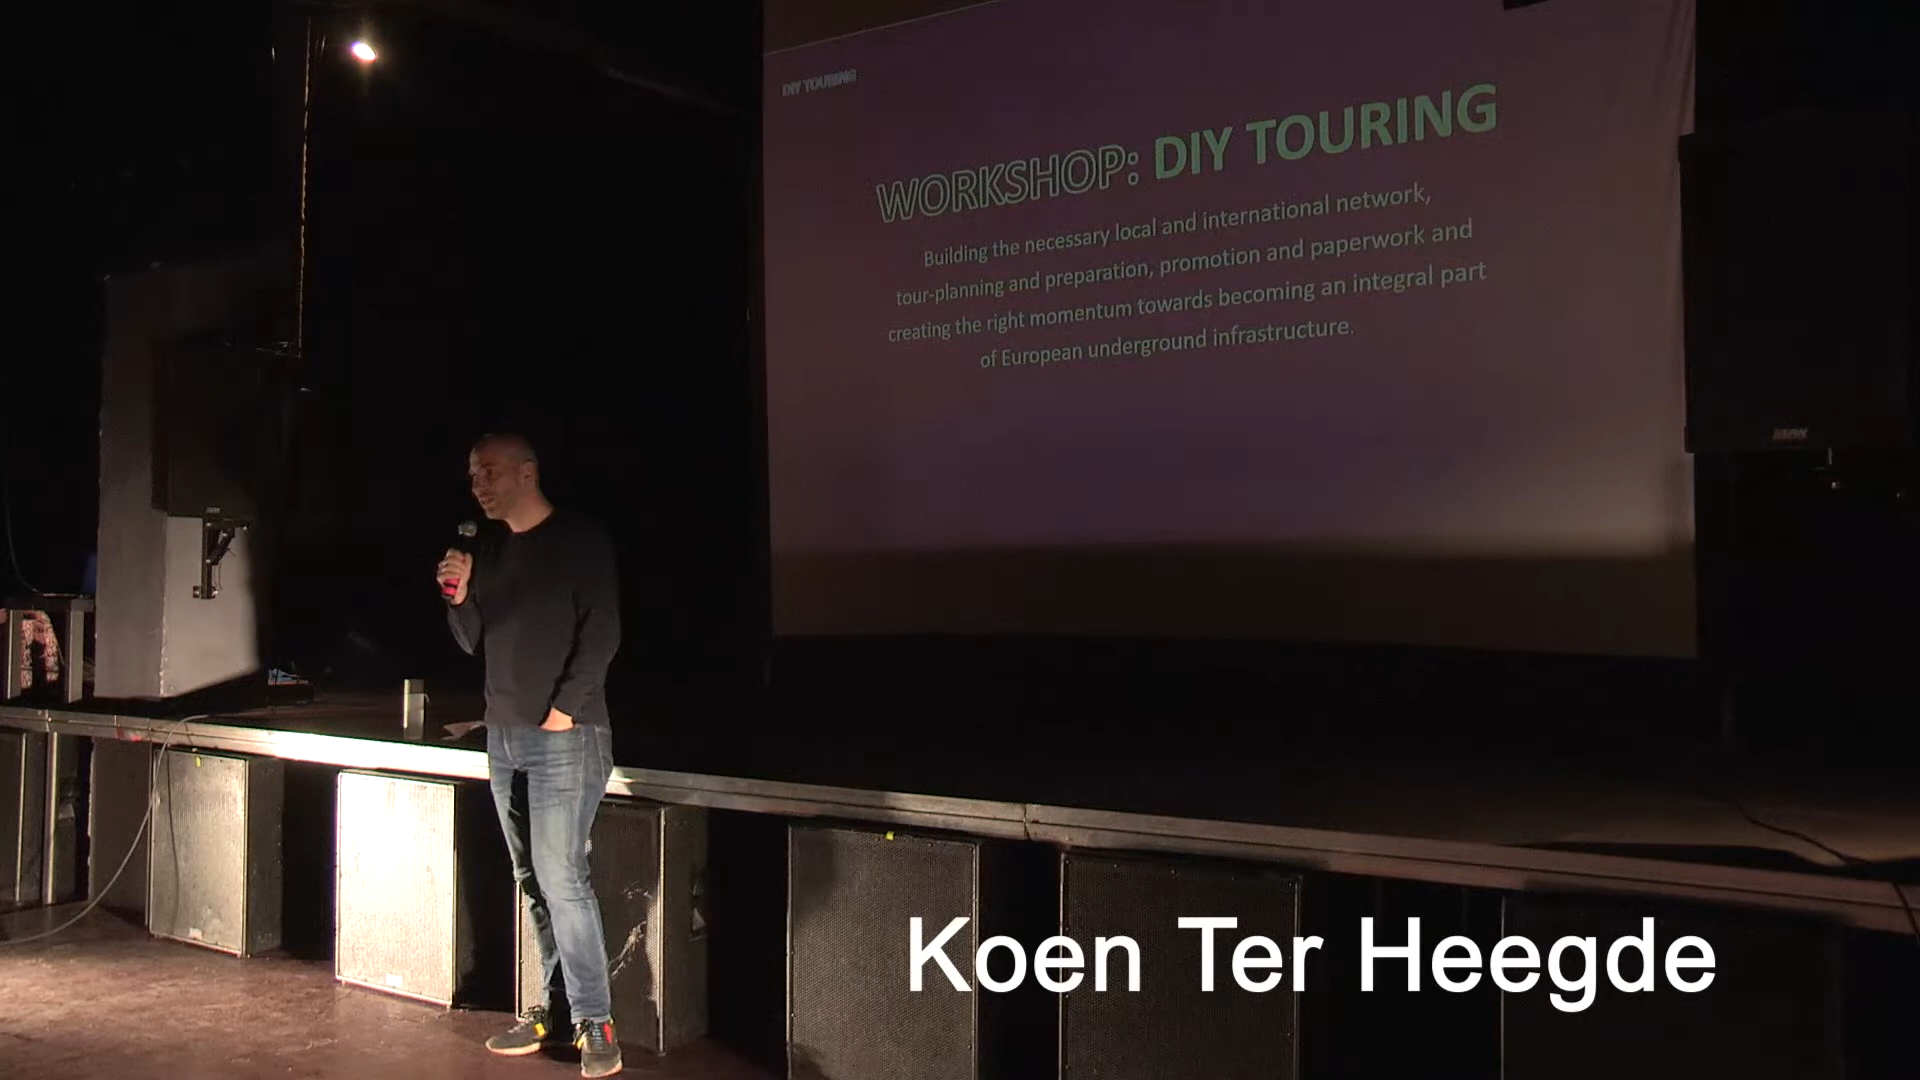 DIY TOURING
WORKSHOP: DIY TOURING
Building the necessary local and international network,
tour-planning and preparation, promotion and paperwork and
creating the right momentum towards becoming an integral part
of European underground infrastructure.
Koen Ter Heegde